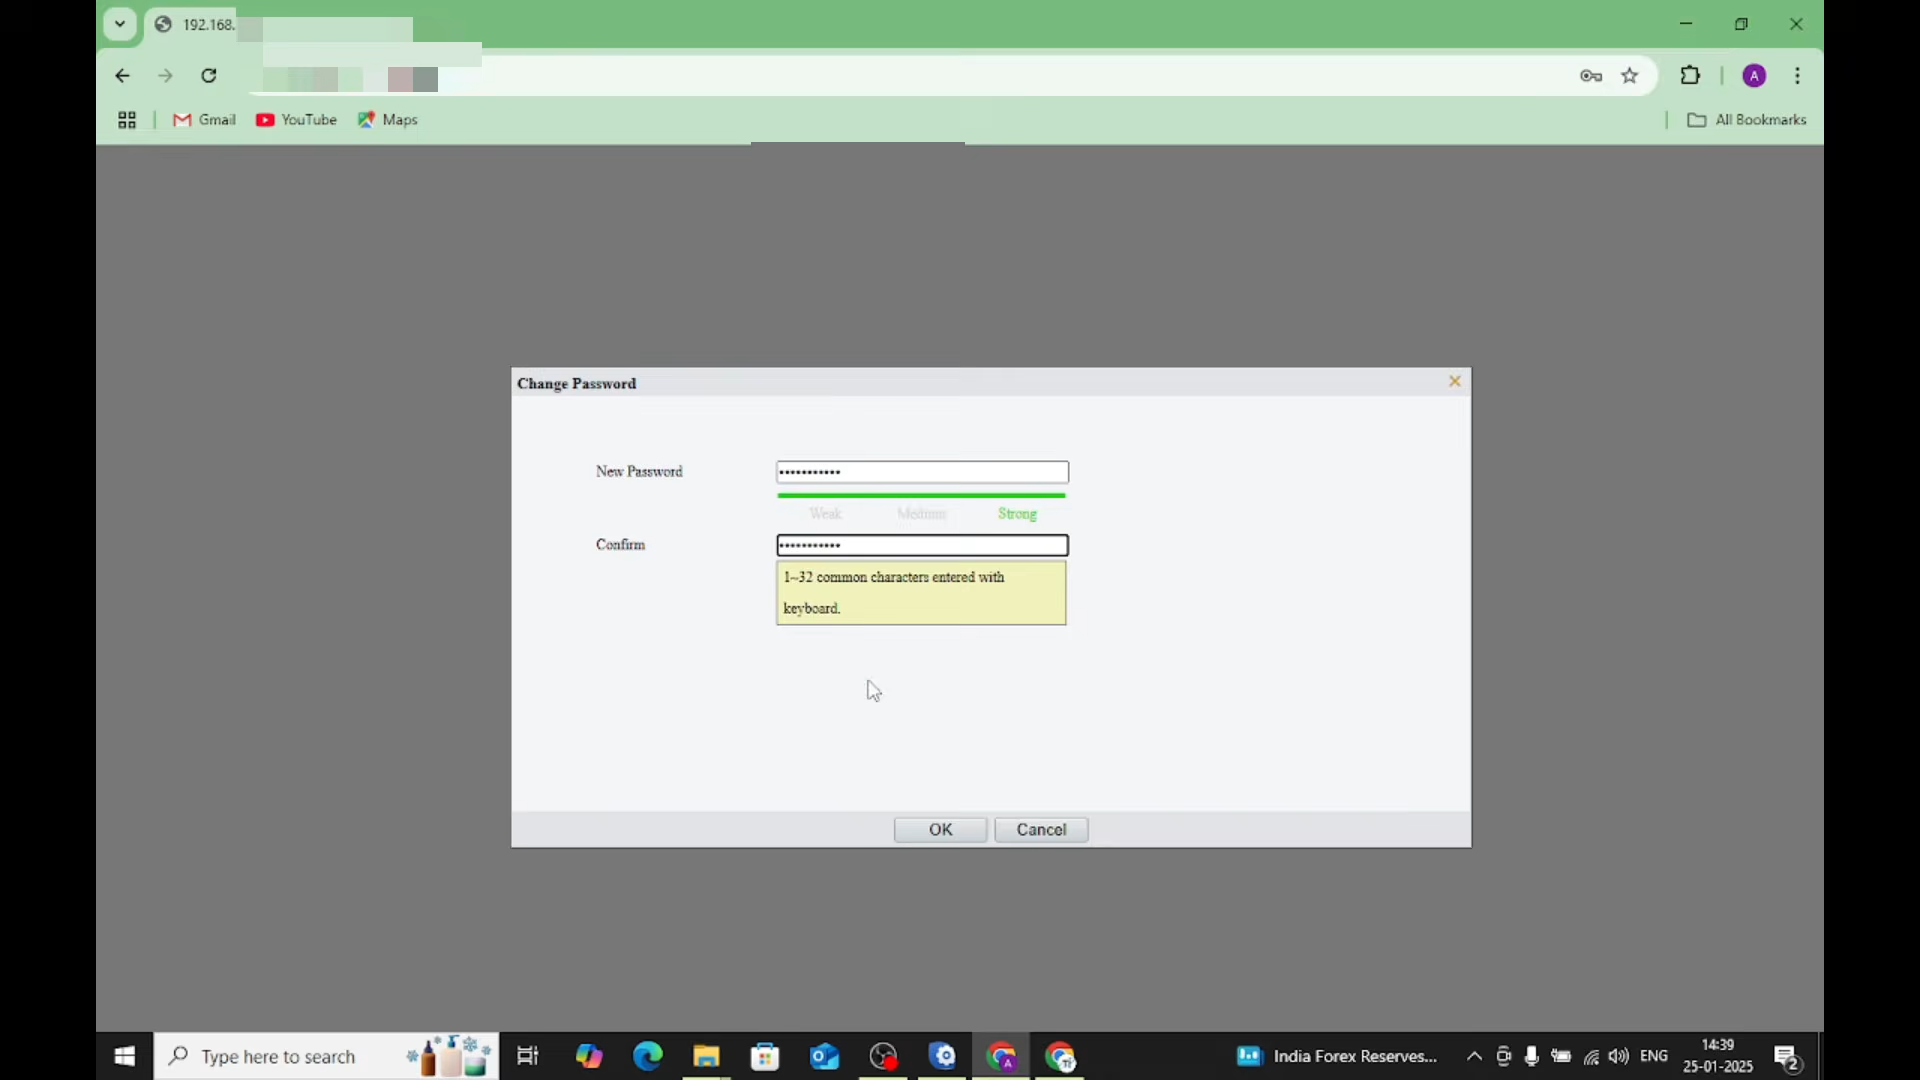 192.168.
A
Gmail
YouTube
Maps
All Bookmarks
Change Password
New Password
•••••••••••
Weak
Medium
Strong
Confirm
•••••••••••
1~32 common characters entered with
keyboard.
OK
Cancel
Type here to search
India Forex Reserves...
ENG
14:39
25-01-2025
2